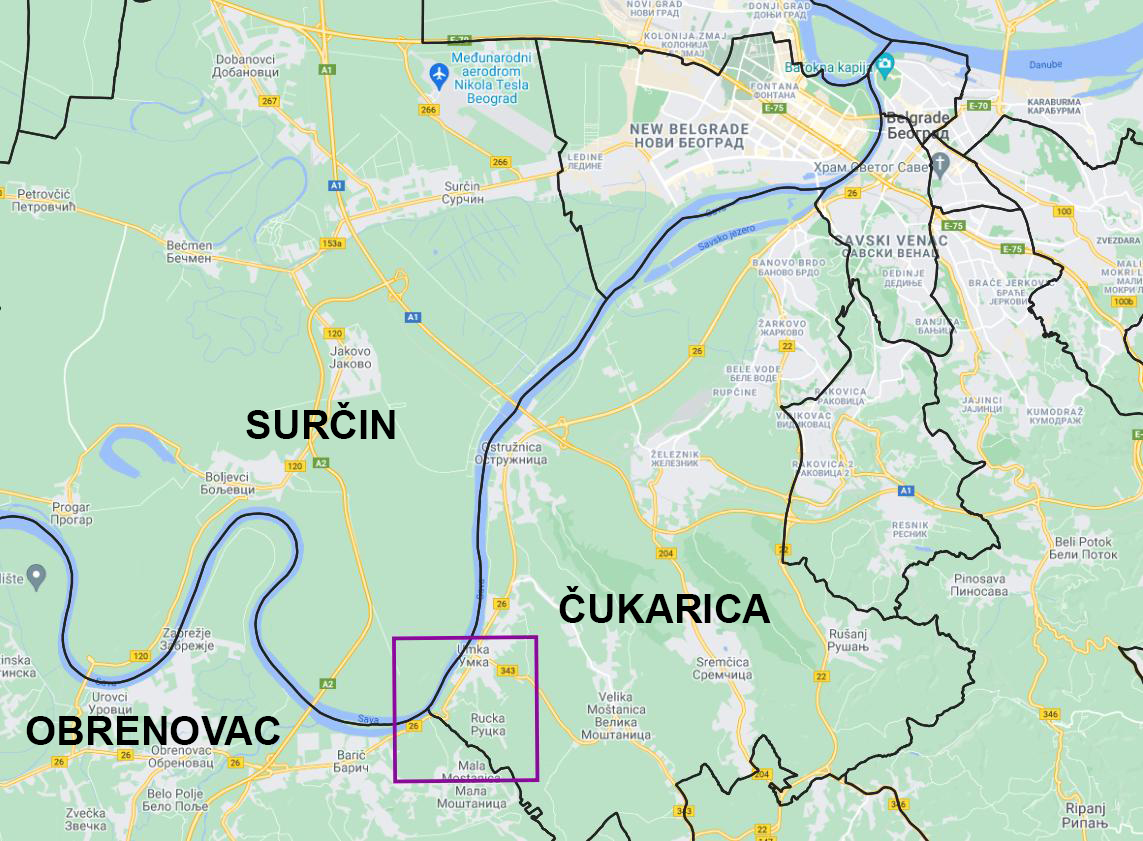 NOVI GRAD
НОВИ ГРАД
DONJI GRAD
ДОЊИ ГРАД
E-70
KOLONIJA ZMAJ
КОЛОНИЈА
Dobanovci
Добановци
A1
Međunarodni
aerodrom
Nikola Tesla
Beograd
Danube
267
266
FONTANA
ФОНТАНА
E-75
E-70
KARABURMA
КАРАБУРМА
Belgrade
Београд
NEW BELGRADE
НОВИ БЕОГРАД
266
LEDINE
ЛЕДИНЕ
Храм Светог Саве
A1
Surčin
Сурчин
26
Petrovčić
Петровчић
Sava
100
Savsko jezero
E-75
E-75
153a
Bečmen
Бечмен
SAVSKI VENAC
САВСКИ ВЕНАЦ
ZVEZDARA
BANOVO BRDO
БАНОВО БРДО
DEDINJE
ДЕДИЊЕ
BRAĆE JERKOVIĆ
БРАЋЕ
ЈЕРКОВИЋ
100b
A1
120
ŽARKOVO
ЖАРКОВО
BANJICA
БАЊИЦА
Jakovo
Јаково
26
22
BELE VODE
БЕЛЕ ВОДЕ
RUPČINE
RAKOVICA
РАКОВИЦА
JAJINCI
ЈАЈИНЦИ
KUMODRAŽ
КУМОДРАЖ
SURČIN
VIDIKOVAC
ВИДИКОВАЦ
Ostružnica
Остружница
ŽELEZNIK
ЖЕЛЕЗНИК
120
A2
RAKOVICA 2
РАКОВИЦА 2
Boljevci
Бољевци
A1
Progar
Прогар
RESNIK
РЕСНИК
204
22
Beli Potok
Бели Поток
Pinosava
Пиносава
Sava
26
ČUKARICA
Zabrežje
Забрежје
Rušanj
Рушањ
120
Umka
Умка
343
Sremčica
Сремчица
22
Sava
A2
Urovci
Уровци
Velika
Moštanica
Велика
Моштаница
346
Sava
26
Rucka
Руцка
OBRENOVAC
26
Obrenovac
Обреновац
26
26
Barič
Барич
Mala
Moštanica
Мала
Моштаница
204
Belo Polje
Бело Поље
Zvečka
Звечка
343
346
Ripanj
Рипањ
22